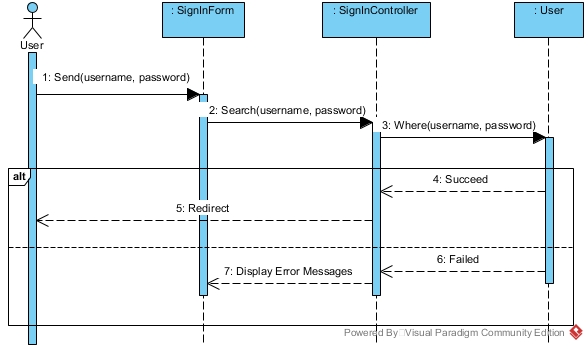 : SignInForm
: SignInController
: User
User
1: Send(username, password)
2: Search(username, password)
3: Where(username, password)
alt
4: Succeed
5: Redirect
6: Failed
7: Display Error Messages
Powered By Visual Paradigm Community Edition